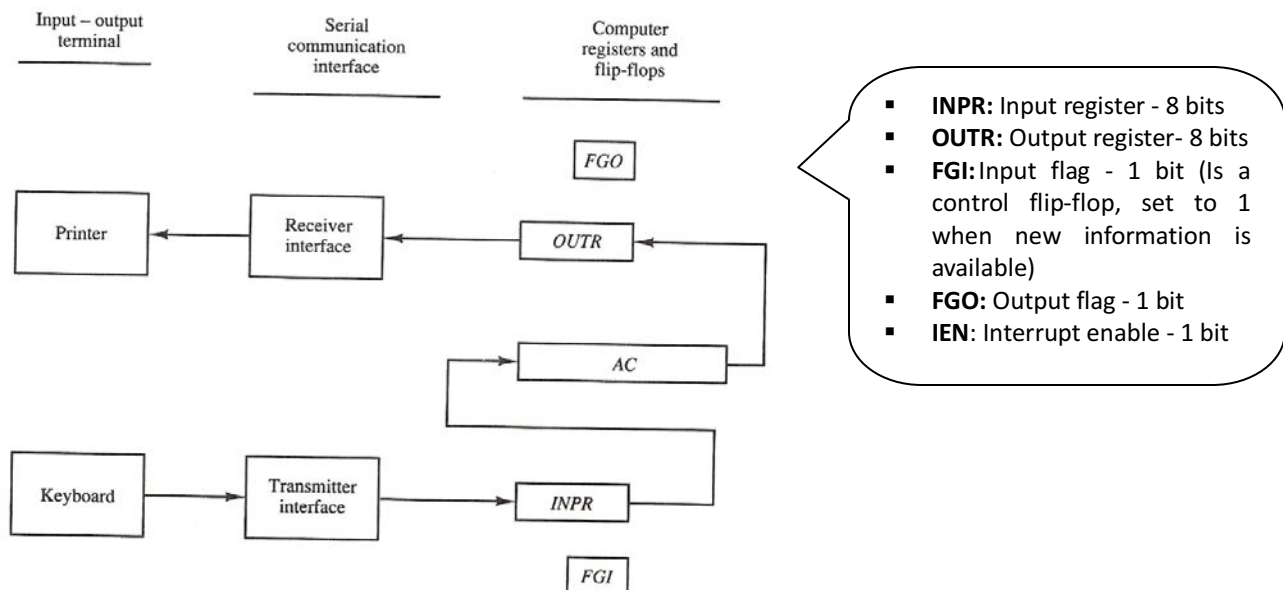 Input – output
terminal
Serial
communication
interface
Computer
registers and
flip-flops
FGO
Printer
Receiver
interface
OUTR
AC
Keyboard
Transmitter
interface
INPR
FGI
▪ INPR: Input register - 8 bits
▪ OUTR: Output register- 8 bits
▪ FGI: Input flag - 1 bit (Is a
control flip-flop, set to 1
when new information is
available)
▪ FGO: Output flag - 1 bit
▪ IEN: Interrupt enable - 1 bit